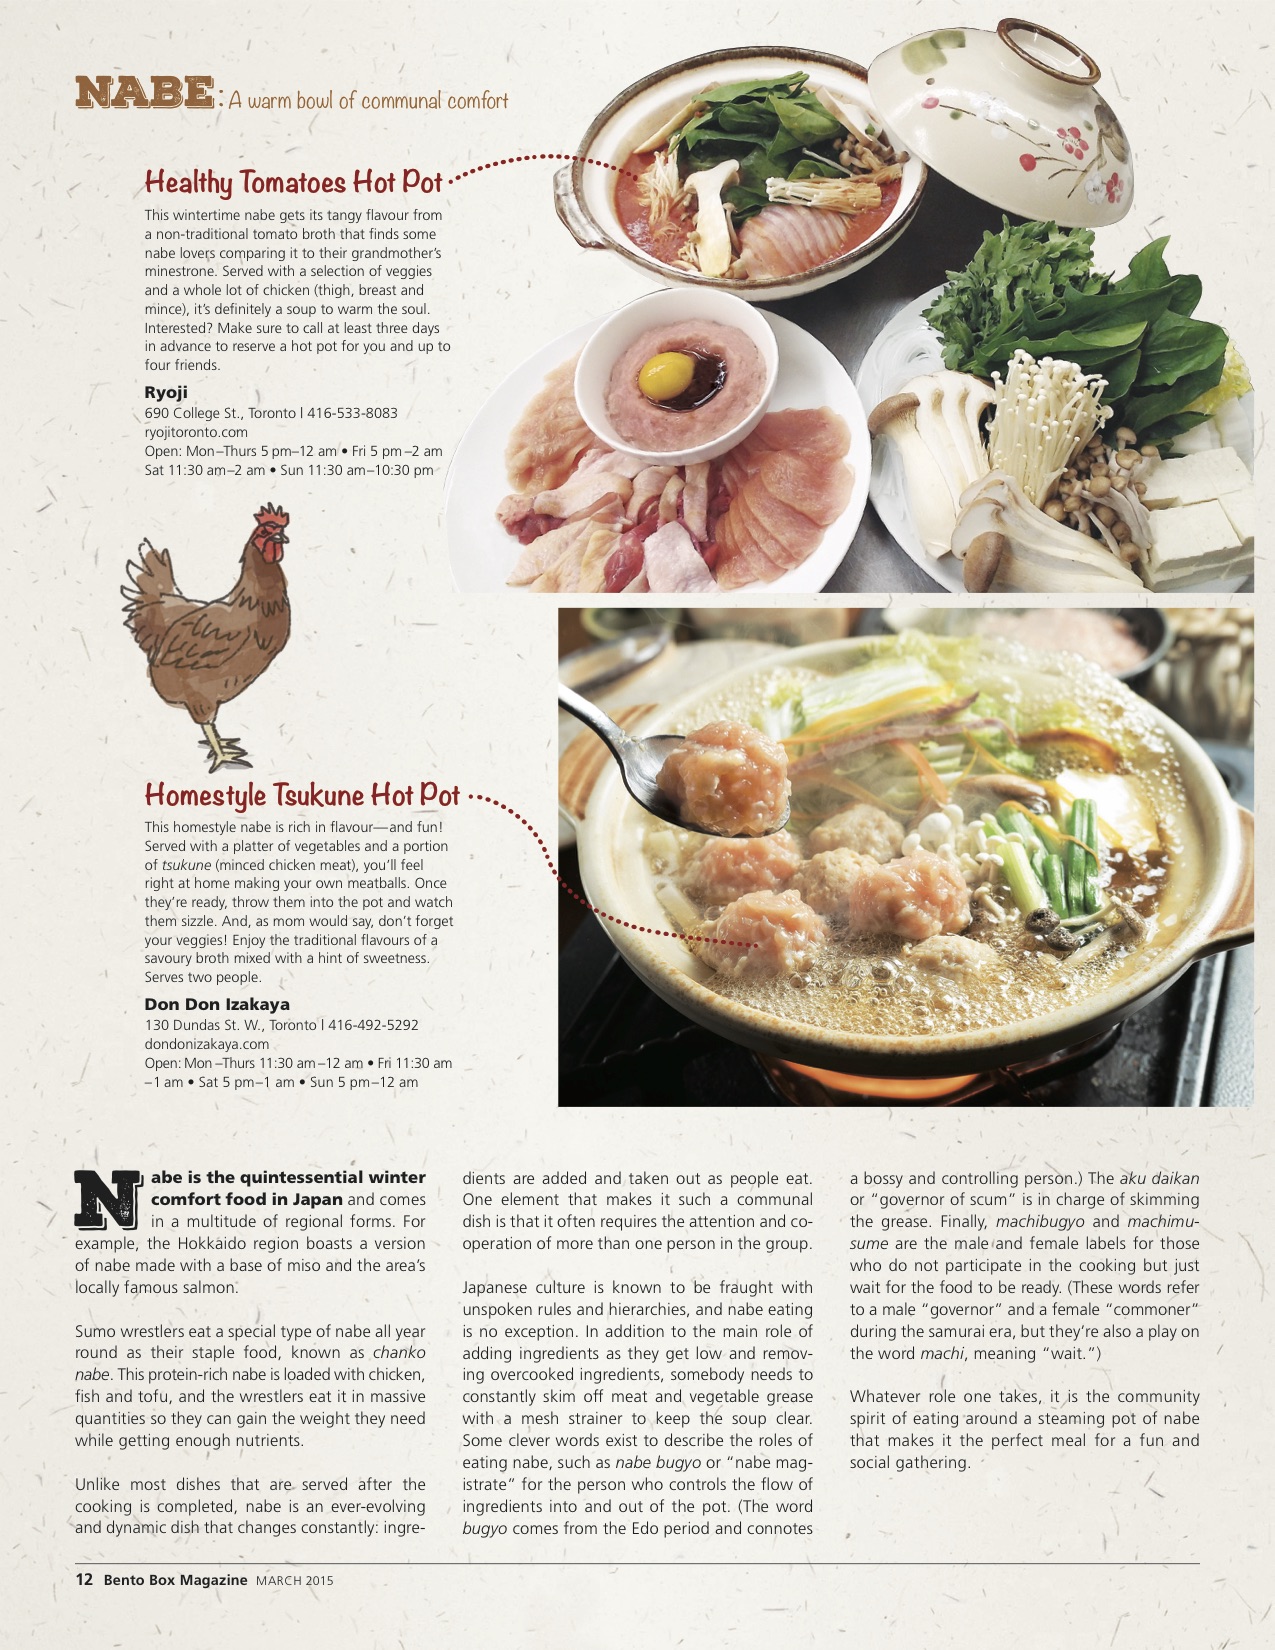 NABE: A warm bowl of communal comfort
Healthy Tomatoes Hot Pot
This wintertime nabe gets its tangy flavour from
a non-traditional tomato broth that finds some
nabe lovers comparing it to their grandmother's
minestrone. Served with a selection of veggies
and a whole lot of chicken (thigh, breast and
mince), it's definitely a soup to warm the soul.
Interested? Make sure to call at least three days
in advance to reserve a hot pot for you and up to
four friends.
Ryoji
690 College St., Toronto l 416-533-8083
ryojitoronto.com
Open: Mon–Thurs 5 pm–12 am • Fri 5 pm–2 am
Sat 11:30 am–2 am • Sun 11:30 am–10:30 pm
Homestyle Tsukune Hot Pot
This homestyle nabe is rich in flavour—and fun!
Served with a platter of vegetables and a portion
of tsukune (minced chicken meat), you'll feel
right at home making your own meatballs. Once
they're ready, throw them into the pot and watch
them sizzle. And, as mom would say, don't forget
your veggies! Enjoy the traditional flavours of a
savoury broth mixed with a hint of sweetness.
Serves two people.
Don Don Izakaya
130 Dundas St. W., Toronto l 416-492-5292
dondonizakaya.com
Open: Mon–Thurs 11:30 am–12 am • Fri 11:30 am
–1 am • Sat 5 pm–1 am • Sun 5 pm–12 am
Nabe is the quintessential winter
comfort food in Japan and comes
in a multitude of regional forms. For
example, the Hokkaido region boasts a version
of nabe made with a base of miso and the area's
locally famous salmon.
Sumo wrestlers eat a special type of nabe all year
round as their staple food, known as chanko
nabe. This protein-rich nabe is loaded with chicken,
fish and tofu, and the wrestlers eat it in massive
quantities so they can gain the weight they need
while getting enough nutrients.
Unlike most dishes that are served after the
cooking is completed, nabe is an ever-evolving
and dynamic dish that changes constantly: ingre-
dients are added and taken out as people eat.
One element that makes it such a communal
dish is that it often requires the attention and co-
operation of more than one person in the group.
Japanese culture is known to be fraught with
unspoken rules and hierarchies, and nabe eating
is no exception. In addition to the main role of
adding ingredients as they get low and remov-
ing overcooked ingredients, somebody needs to
constantly skim off meat and vegetable grease
with a mesh strainer to keep the soup clear.
Some clever words exist to describe the roles of
eating nabe, such as nabe bugyo or "nabe mag-
istrate" for the person who controls the flow of
ingredients into and out of the pot. (The word
bugyo comes from the Edo period and connotes
a bossy and controlling person.) The aku daikan
or "governor of scum" is in charge of skimming
the grease. Finally, machibugyo and machimu-
sume are the male and female labels for those
who do not participate in the cooking but just
wait for the food to be ready. (These words refer
to a male "governor" and a female "commoner"
during the samurai era, but they're also a play on
the word machi, meaning "wait.")
Whatever role one takes, it is the community
spirit of eating around a steaming pot of nabe
that makes it the perfect meal for a fun and
social gathering.
12 Bento Box Magazine MARCH 2015